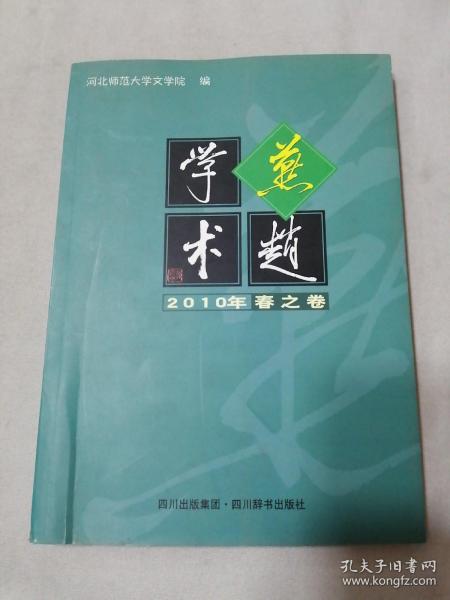 河北师范大学文学院 编
燕趙
学术
2010年 春之卷
四川出版集团·四川辞书出版社
孔夫子旧书网
www.kongfz.com